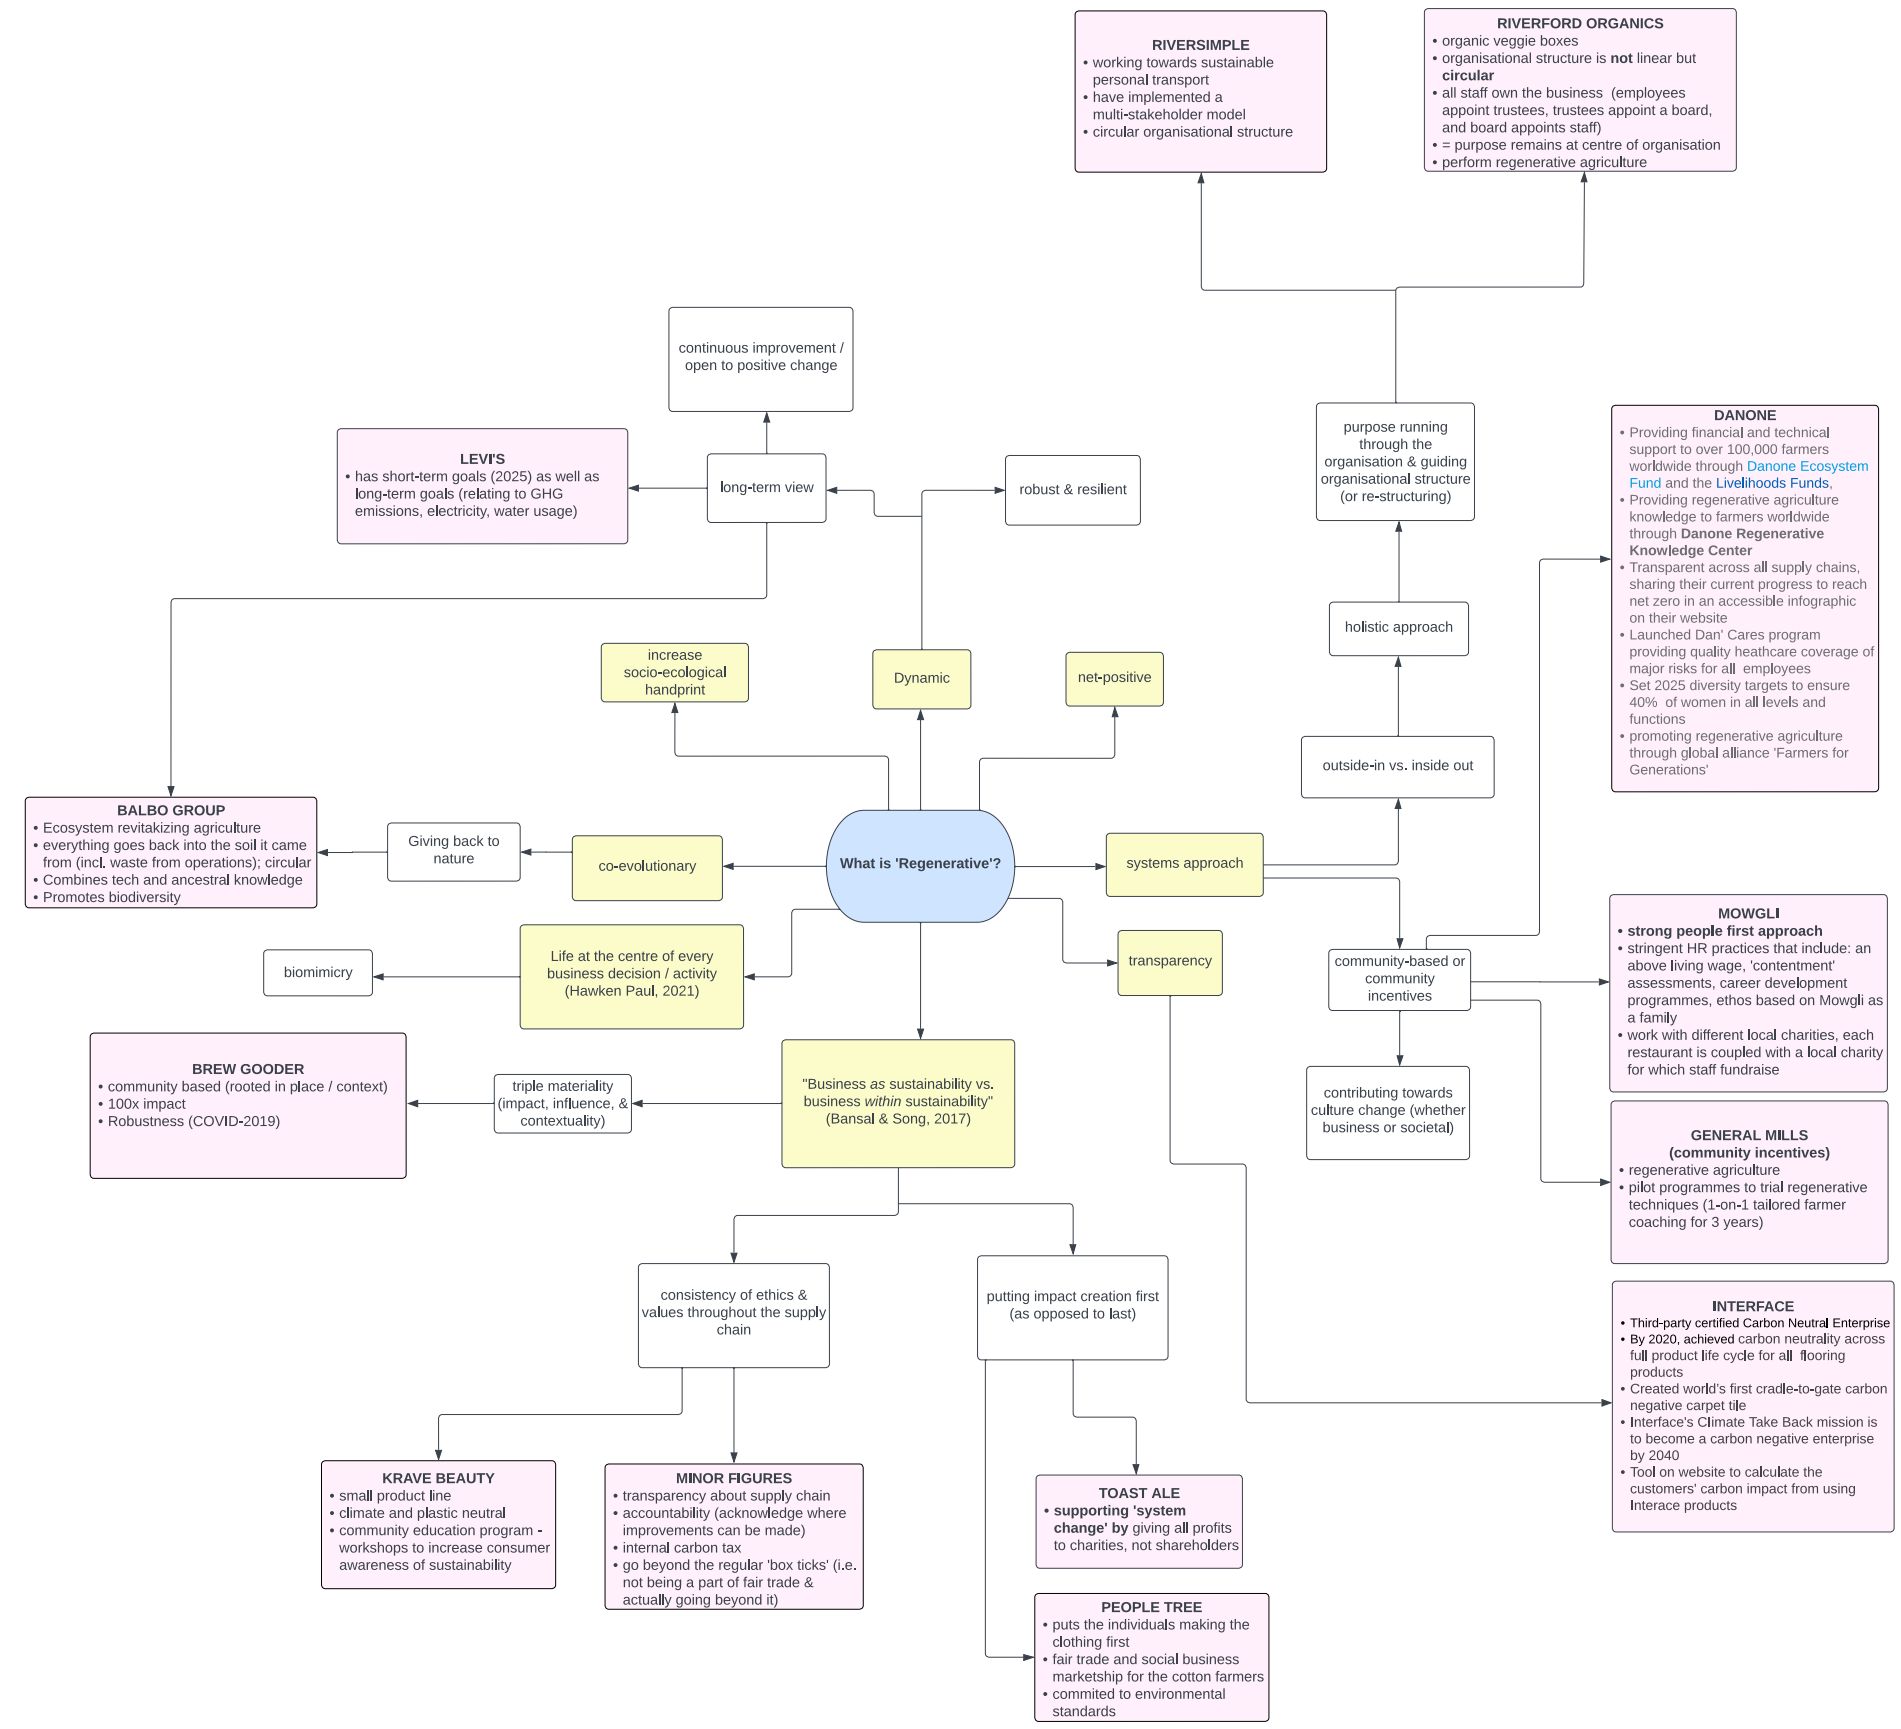 RIVERSIMPLE
• working towards sustainable
personal transport
• have implemented a
multi-stakeholder model
• circular organisational structure
RIVERFORD ORGANICS
• organic veggie boxes
• organisational structure is not linear but
circular
• all staff own the business (employees
appoint trustees, trustees appoint a board,
and board appoints staff)
• = purpose remains at centre of organisation
• perform regenerative agriculture
continuous improvement /
open to positive change
LEVI'S
• has short-term goals (2025) as well as
long-term goals (relating to GHG
emissions, electricity, water usage)
long-term view
robust & resilient
purpose running
through the
organisation & guiding
organisational structure
(or re-structuring)
DANONE
• Providing financial and technical
support to over 100,000 farmers
worldwide through Danone Ecosystem
Fund and the Livelihoods Funds,
• Providing regenerative agriculture
knowledge to farmers worldwide
through Danone Regenerative
Knowledge Center
• Transparent across all supply chains,
sharing their current progress to reach
net zero in an accessible infographic
on their website
• Launched Dan' Cares program
providing quality heathcare coverage of
major risks for all employees
• Set 2025 diversity targets to ensure
40% of women in all levels and
functions
• promoting regenerative agriculture
through global alliance 'Farmers for
Generations'
holistic approach
increase
socio-ecological
handprint
Dynamic
net-positive
outside-in vs. inside out
BALBO GROUP
• Ecosystem revitakizing agriculture
• everything goes back into the soil it came
from (incl. waste from operations); circular
• Combines tech and ancestral knowledge
• Promotes biodiversity
Giving back to
nature
co-evolutionary
What is 'Regenerative'?
systems approach
biomimicry
Life at the centre of every
business decision / activity
(Hawken Paul, 2021)
transparency
community-based or
community
incentives
MOWGLI
• strong people first approach
• stringent HR practices that include: an
above living wage, 'contentment'
assessments, career development
programmes, ethos based on Mowgli as
a family
• work with different local charities, each
restaurant is coupled with a local charity
for which staff fundraise
BREW GOODER
• community based (rooted in place / context)
• 100x impact
• Robustness (COVID-2019)
triple materiality
(impact, influence, &
contextuality)
"Business as sustainability vs.
business within sustainability"
(Bansal & Song, 2017)
contributing towards
culture change (whether
business or societal)
GENERAL MILLS
(community incentives)
• regenerative agriculture
• pilot programmes to trial regenerative
techniques (1-on-1 tailored farmer
coaching for 3 years)
consistency of ethics &
values throughout the supply
chain
putting impact creation first
(as opposed to last)
INTERFACE
• Third-party certified Carbon Neutral Enterprise
• By 2020, achieved carbon neutrality across
full product life cycle for all flooring
products
• Created world's first cradle-to-gate carbon
negative carpet tile
• Interface's Climate Take Back mission is
to become a carbon negative enterprise
by 2040
• Tool on website to calculate the
customers' carbon impact from using
Interace products
KRAVE BEAUTY
• small product line
• climate and plastic neutral
• community education program -
workshops to increase consumer
awareness of sustainability
MINOR FIGURES
• transparency about supply chain
• accountability (acknowledge where
improvements can be made)
• internal carbon tax
• go beyond the regular 'box ticks' (i.e.
not being a part of fair trade &
actually going beyond it)
TOAST ALE
• supporting 'system
change' by giving all profits
to charities, not shareholders
PEOPLE TREE
• puts the individuals making the
clothing first
• fair trade and social business
marketship for the cotton farmers
• commited to environmental
standards